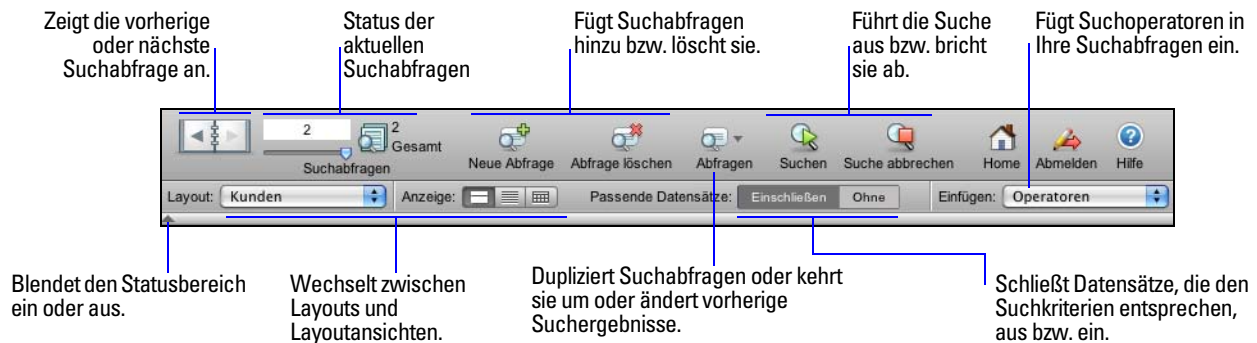 Zeigt die vorherige
oder nächste
Suchabfrage an.
Status der
aktuellen
Suchabfragen
Fügt Suchabfragen
hinzu bzw. löscht sie.
Führt die Suche
aus bzw. bricht
sie ab.
Fügt Suchoperatoren in
Ihre Suchabfragen ein.
2
2
Gesamt
Suchabfragen
Neue Abfrage
Abfrage löschen
Abfragen
Suchen
Suche abbrechen
Home
Abmelden
Hilfe
Layout: Kunden
Anzeige:
Passende Datensätze: Einschließen Ohne
Einfügen: Operatoren
Blendet den Statusbereich
ein oder aus.
Wechselt zwischen
Layouts und
Layoutansichten.
Dupliziert Suchabfragen oder kehrt
sie um oder ändert vorherige
Suchergebnisse.
Schließt Datensätze, die den
Suchkriterien entsprechen,
aus bzw. ein.